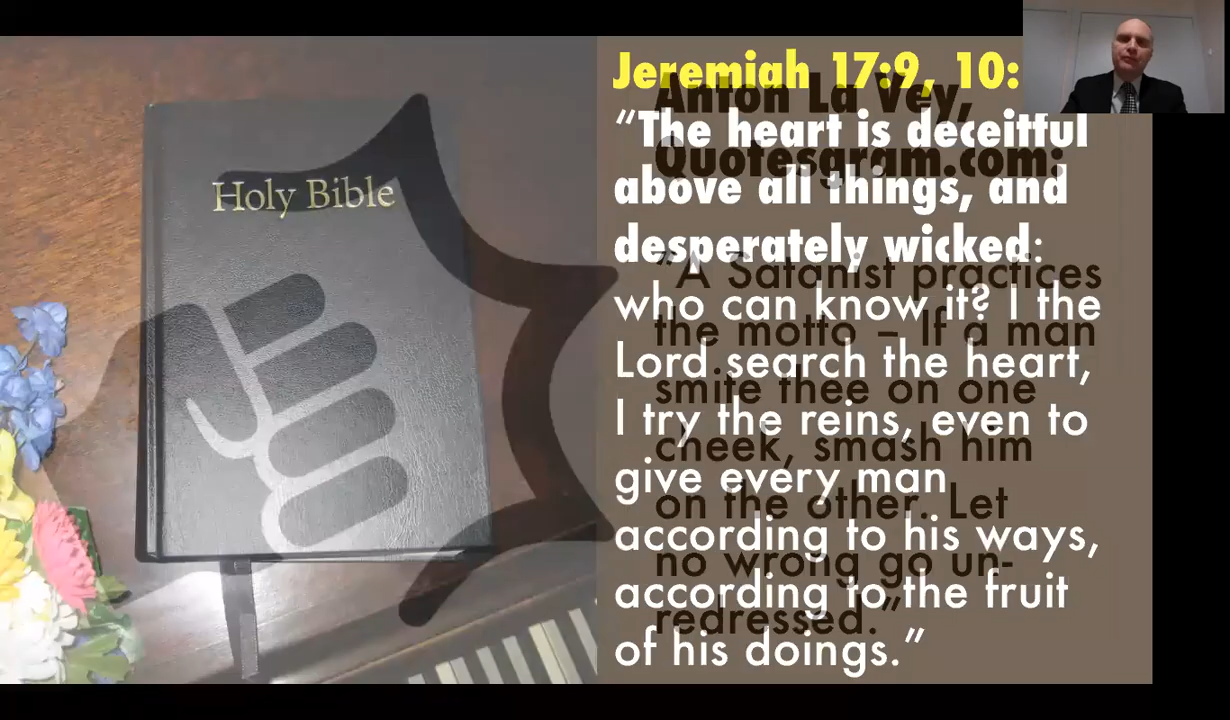 Holy Bible
Jeremiah 17:9, 10:
“The heart is deceitful
above all things, and
desperately wicked:
who can know it? I the
Lord search the heart,
I try the reins, even to
give every man
according to his ways,
according to the fruit
of his doings.”
Anton La Vey,
Quotesgram.com:
“A Satanist practices
the motto – If a man
smite thee on one
cheek, smash him
on the other. Let
no wrong go un-
redressed.”